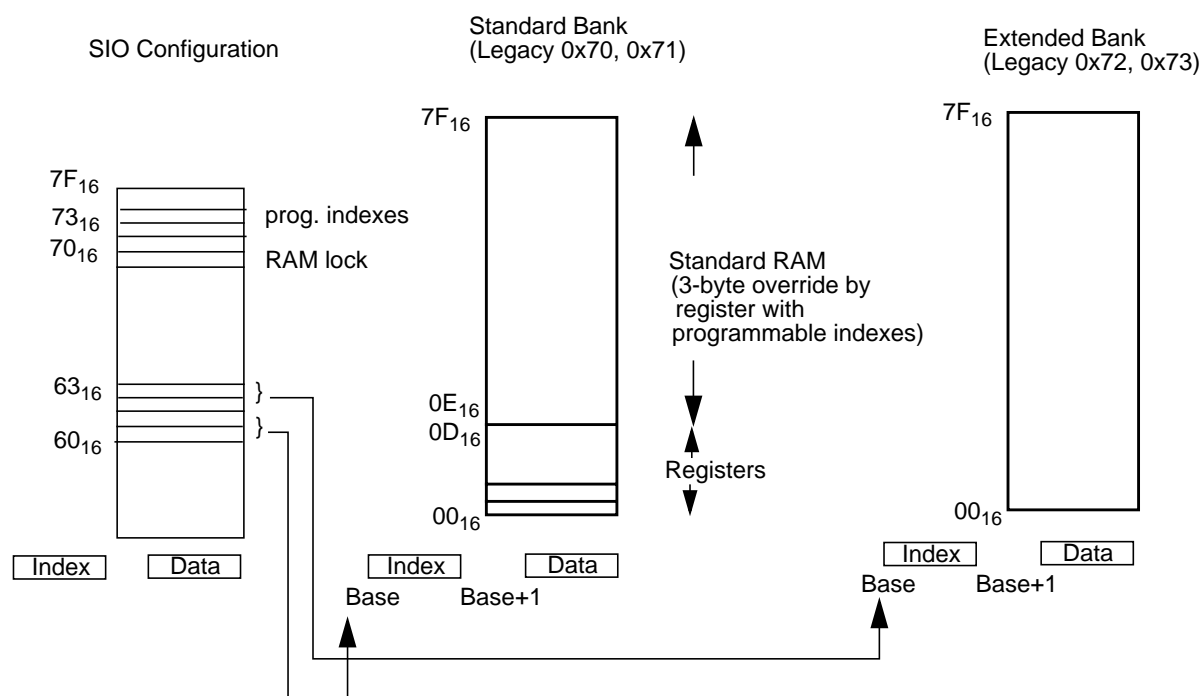 SIO Configuration
7F16
7316
prog. indexes
7016
RAM lock
6316
}
}
6016
Index
Data
Standard Bank
(Legacy 0x70, 0x71)
7F16
Standard RAM
(3-byte override by
register with
programmable indexes)
0E16
0D16
Registers
0016
Index
Data
Base
Base+1
Extended Bank
(Legacy 0x72, 0x73)
7F16
0016
Index
Data
Base
Base+1